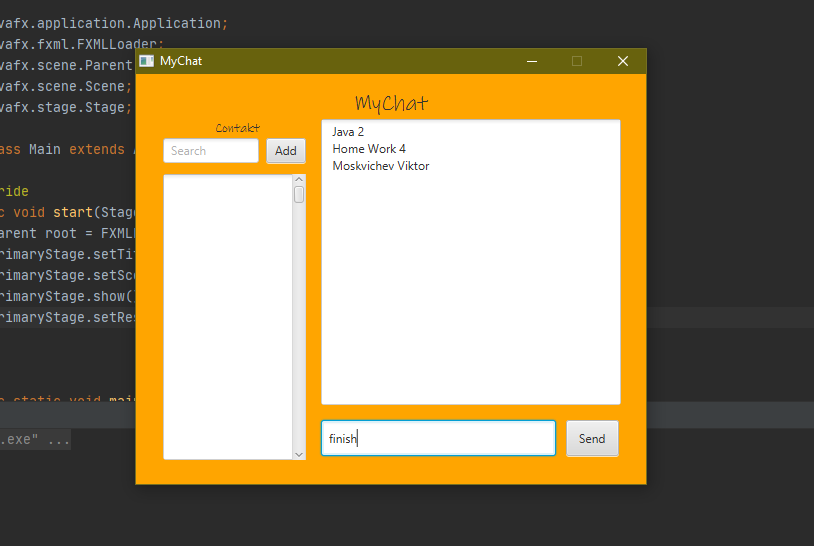 vafx.application.Application;
vafx.fxml.FXMLLoader;
vafx.scene.Parent
vafx.scene.Scene;
vafx.stage.Stage;
ass Main extends
ride
c void start(Stag
arent root = FXML
rimaryStage.setTi
rimaryStage.setSc
rimaryStage.show(
rimaryStage.setRe
static void mai
.exe" ...
MyChat
MyChat
Contakt
Search
Add
Java 2
Home Work 4
Moskvichev Viktor
finish
Send